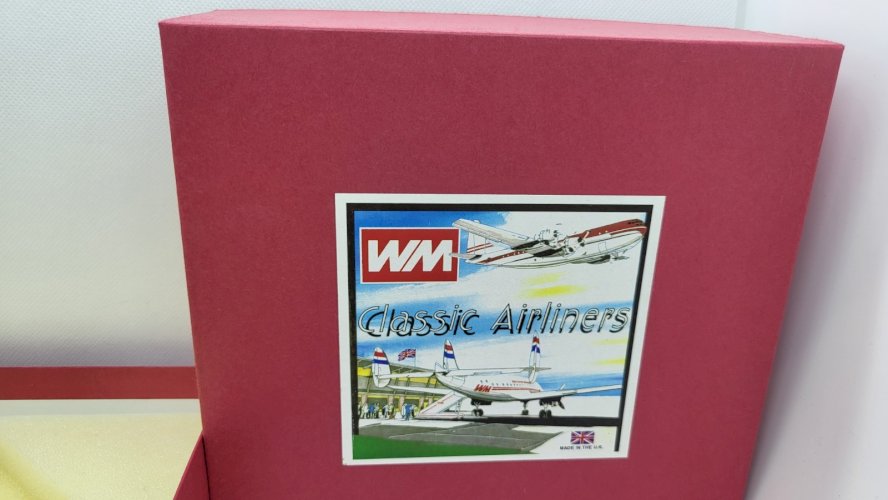 WM
Classic Airliners
WM
MADE IN THE U.K.